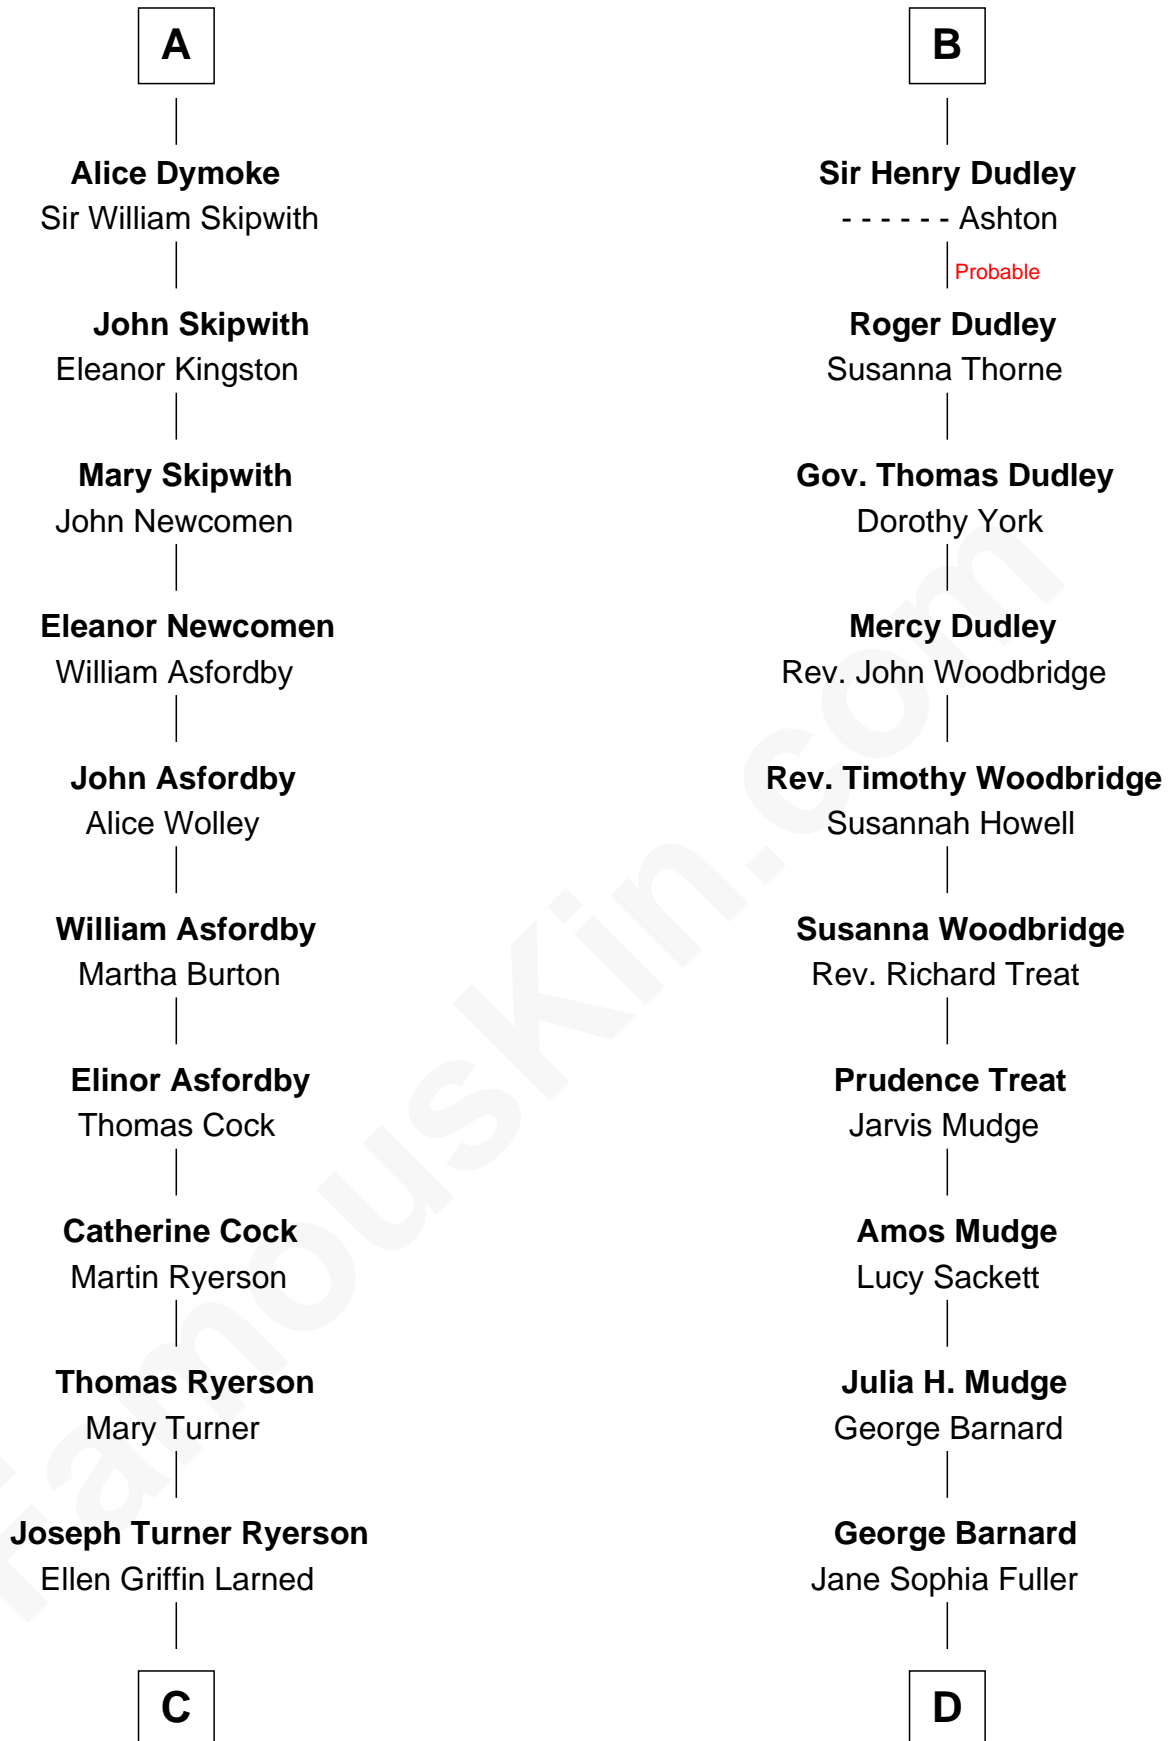 A
Alice Dymoke
Sir William Skipwith
John Skipwith
Eleanor Kingston
Mary Skipwith
John Newcomen
Eleanor Newcomen
William Asfordby
John Asfordby
Alice Wolley
William Asfordby
Martha Burton
Elinor Asfordby
Thomas Cock
Catherine Cock
Martin Ryerson
Thomas Ryerson
Mary Turner
Joseph Turner Ryerson
Ellen Griffin Larned
C
B
Sir Henry Dudley
- - - - - - Ashton
Probable
Roger Dudley
Susanna Thorne
Gov. Thomas Dudley
Dorothy York
Mercy Dudley
Rev. John Woodbridge
Rev. Timothy Woodbridge
Susannah Howell
Susanna Woodbridge
Rev. Richard Treat
Prudence Treat
Jarvis Mudge
Amos Mudge
Lucy Sackett
Julia H. Mudge
George Barnard
George Barnard
Jane Sophia Fuller
D
FamousKin.com